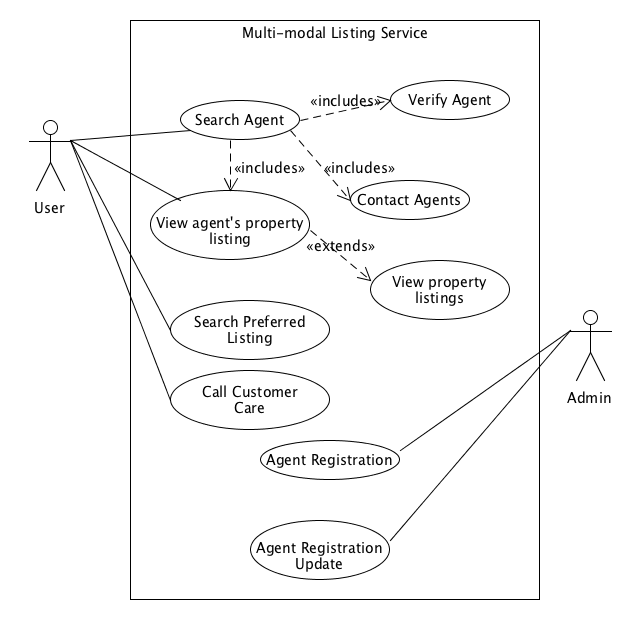 Multi-modal Listing Service
«includes»
Verify Agent
Search Agent
«includes»
«includes»
User
Contact Agents
View agent's property
listing
«extends»
View property
listings
Search Preferred
Listing
Call Customer
Care
Admin
Agent Registration
Agent Registration
Update